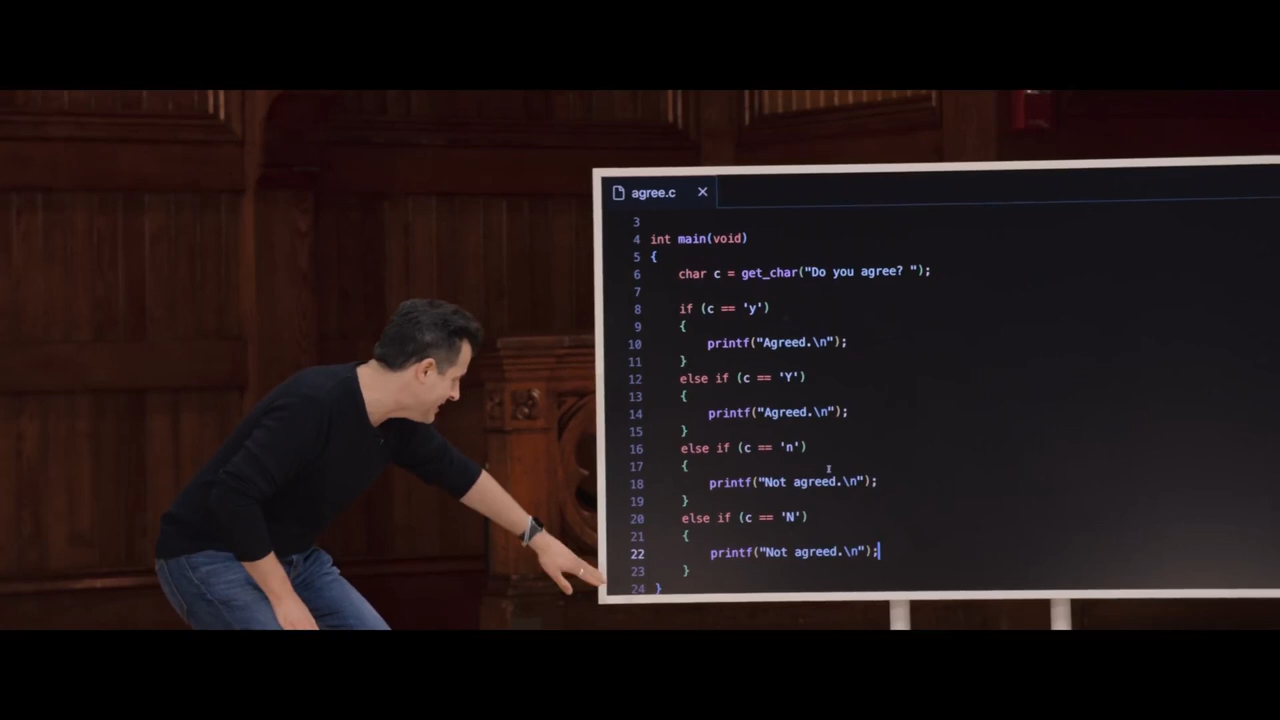 agree.c
3
4 int main(void)
5 {
6     char c = get_char("Do you agree? ");
7
8     if (c == 'y')
9     {
10         printf("Agreed.\n");
11     }
12     else if (c == 'Y')
13     {
14         printf("Agreed.\n");
15     }
16     else if (c == 'n')
17     {
18         printf("Not agreed.\n");
19     }
20     else if (c == 'N')
21     {
22         printf("Not agreed.\n");
23     }
24 }